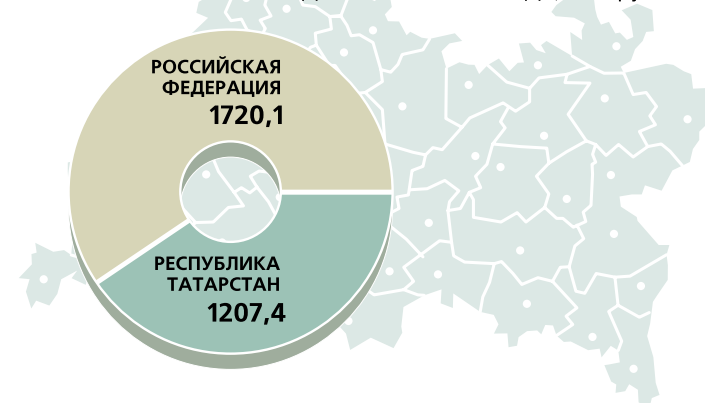 РОССИЙСКАЯ
ФЕДЕРАЦИЯ
1720,1
РЕСПУБЛИКА
ТАТАРСТАН
1207,4